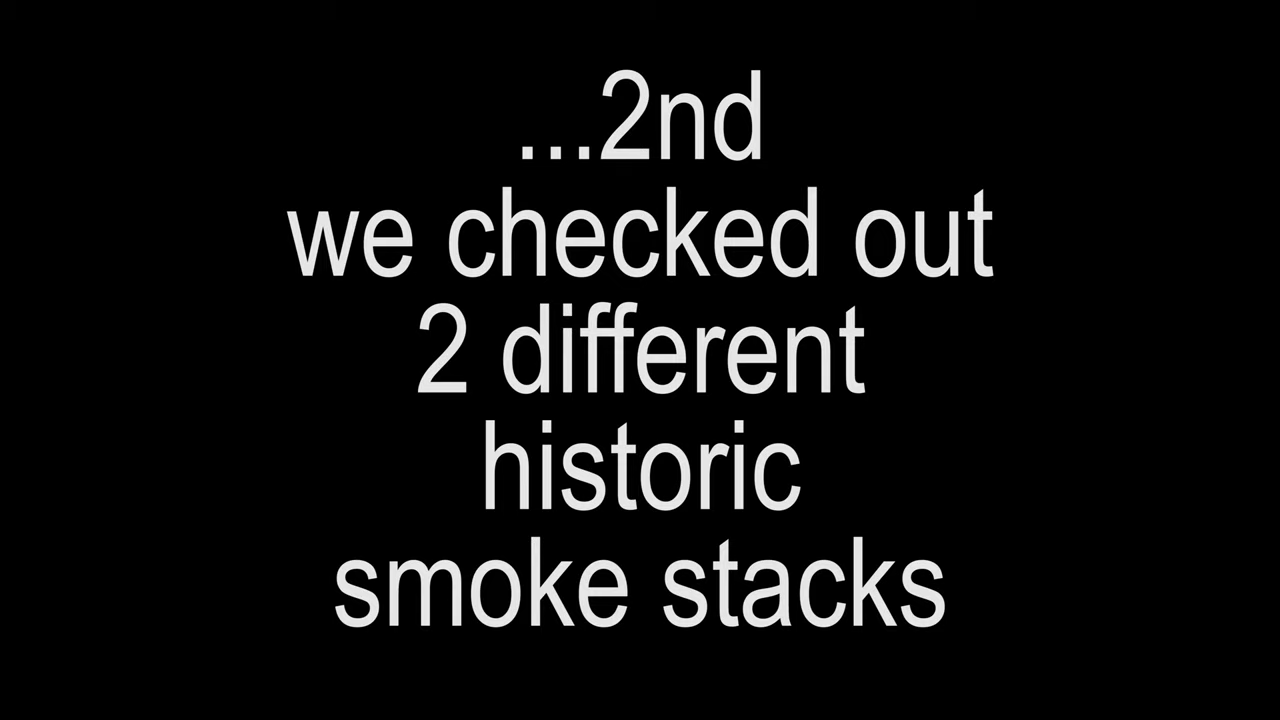 ...2nd
we checked out
2 different
historic
smoke stacks